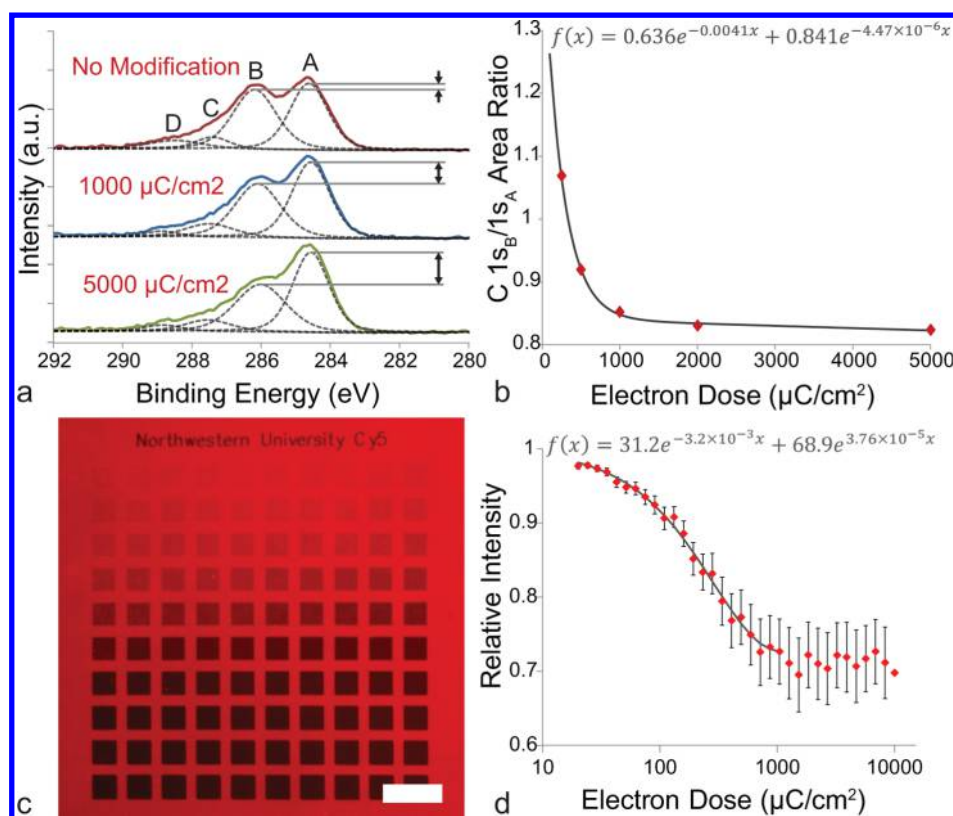 No Modification
A
B
C
D
1000 μC/cm2
5000 μC/cm2
Intensity (a.u.)
292 290 288 286 284 282 280
Binding Energy (eV)
a
f(x) = 0.636e^{-0.0041x} + 0.841e^{-4.47×10^{-6}x}
1.3
1.2
1.1
1
0.9
0.8
C 1s_B/1s_A Area Ratio
0 1000 2000 3000 4000 5000
Electron Dose (μC/cm²)
b
Northwestern University Cy5
c
f(x) = 31.2e^{-3.2×10^{-3}x} + 68.9e^{3.76×10^{-5}x}
1
0.9
0.8
0.7
0.6
Relative Intensity
10 100 1000 10000
Electron Dose (μC/cm²)
d